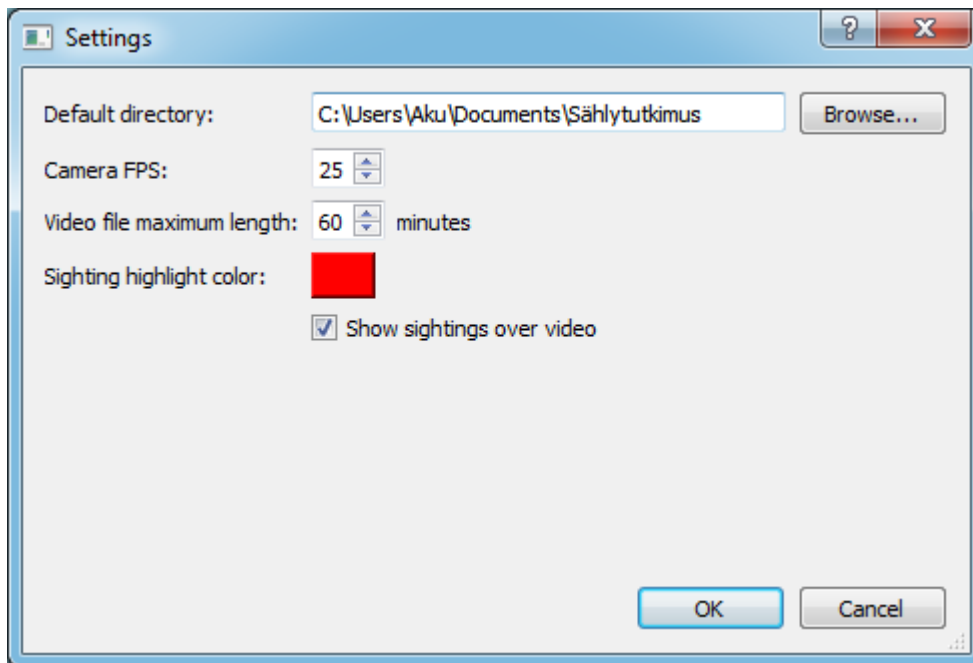 Settings
Default directory: C:\Users\Aku\Documents\Sählytutkimus Browse...
Camera FPS: 25
Video file maximum length: 60 minutes
Sighting highlight color:
Show sightings over video
OK Cancel